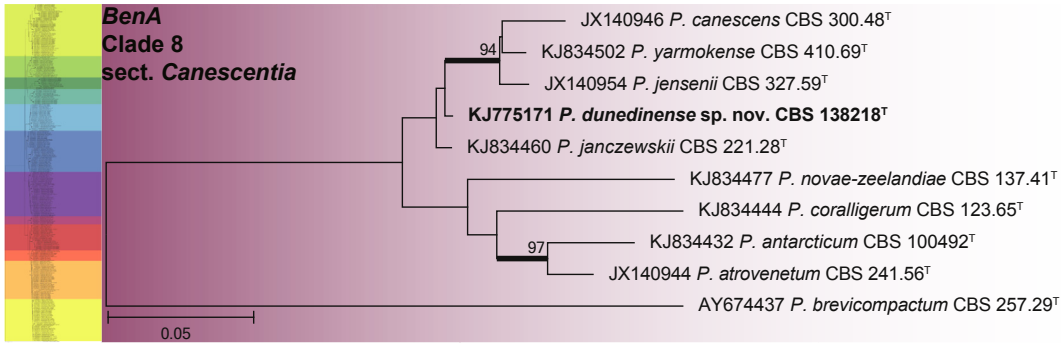 BenA
Clade 8
sect. Canescentia
94
JX140946 P. canescens CBS 300.48ᵀ
KJ834502 P. yarmokense CBS 410.69ᵀ
JX140954 P. jensenii CBS 327.59ᵀ
KJ775171 P. dunedinense sp. nov. CBS 138218ᵀ
KJ834460 P. janczewskii CBS 221.28ᵀ
KJ834477 P. novae-zeelandiae CBS 137.41ᵀ
KJ834444 P. coralligerum CBS 123.65ᵀ
97
KJ834432 P. antarcticum CBS 100492ᵀ
JX140944 P. atrovenetum CBS 241.56ᵀ
AY674437 P. brevicompactum CBS 257.29ᵀ
0.05